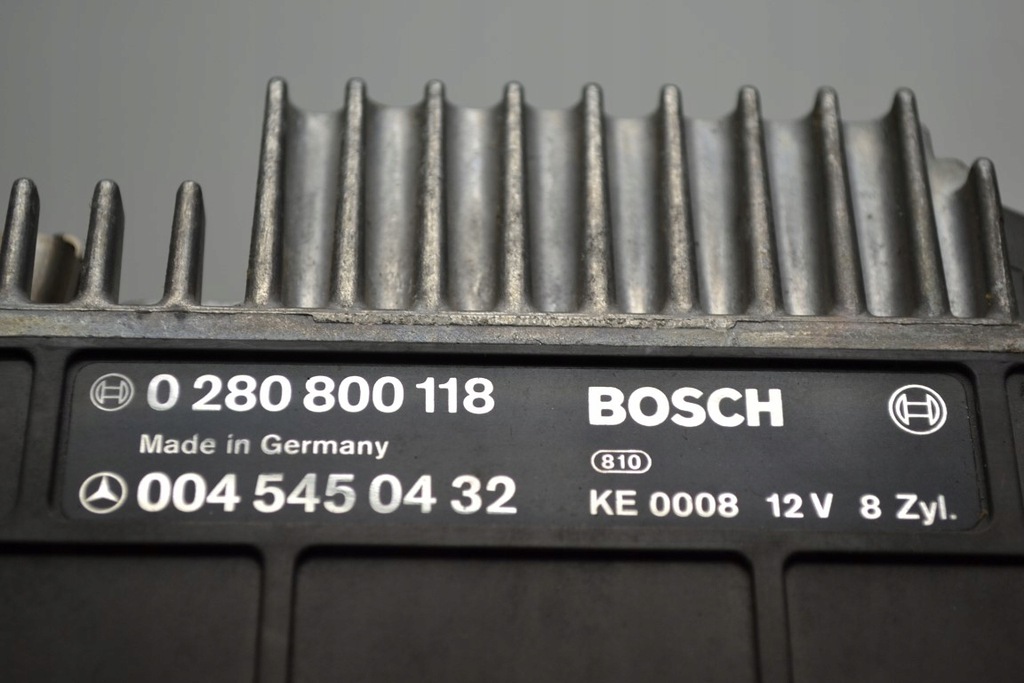 0 280 800 118
Made in Germany
004 545 04 32
BOSCH
810
KE 0008 12 V 8 Zyl.